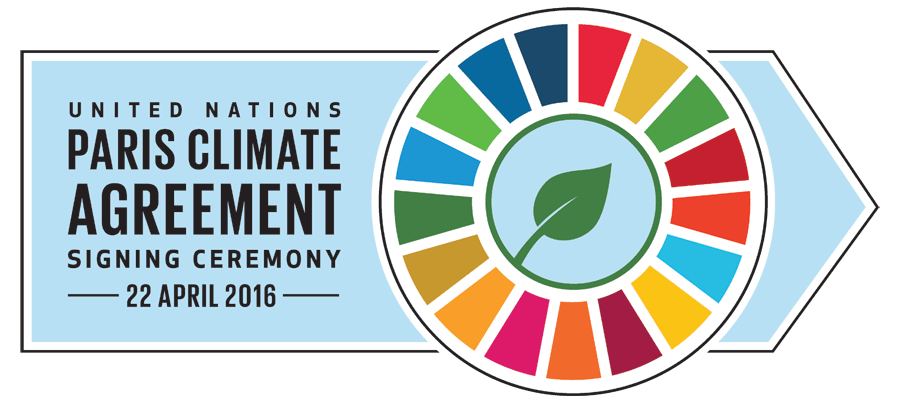 UNITED NATIONS
PARIS CLIMATE
AGREEMENT
SIGNING CEREMONY
22 APRIL 2016